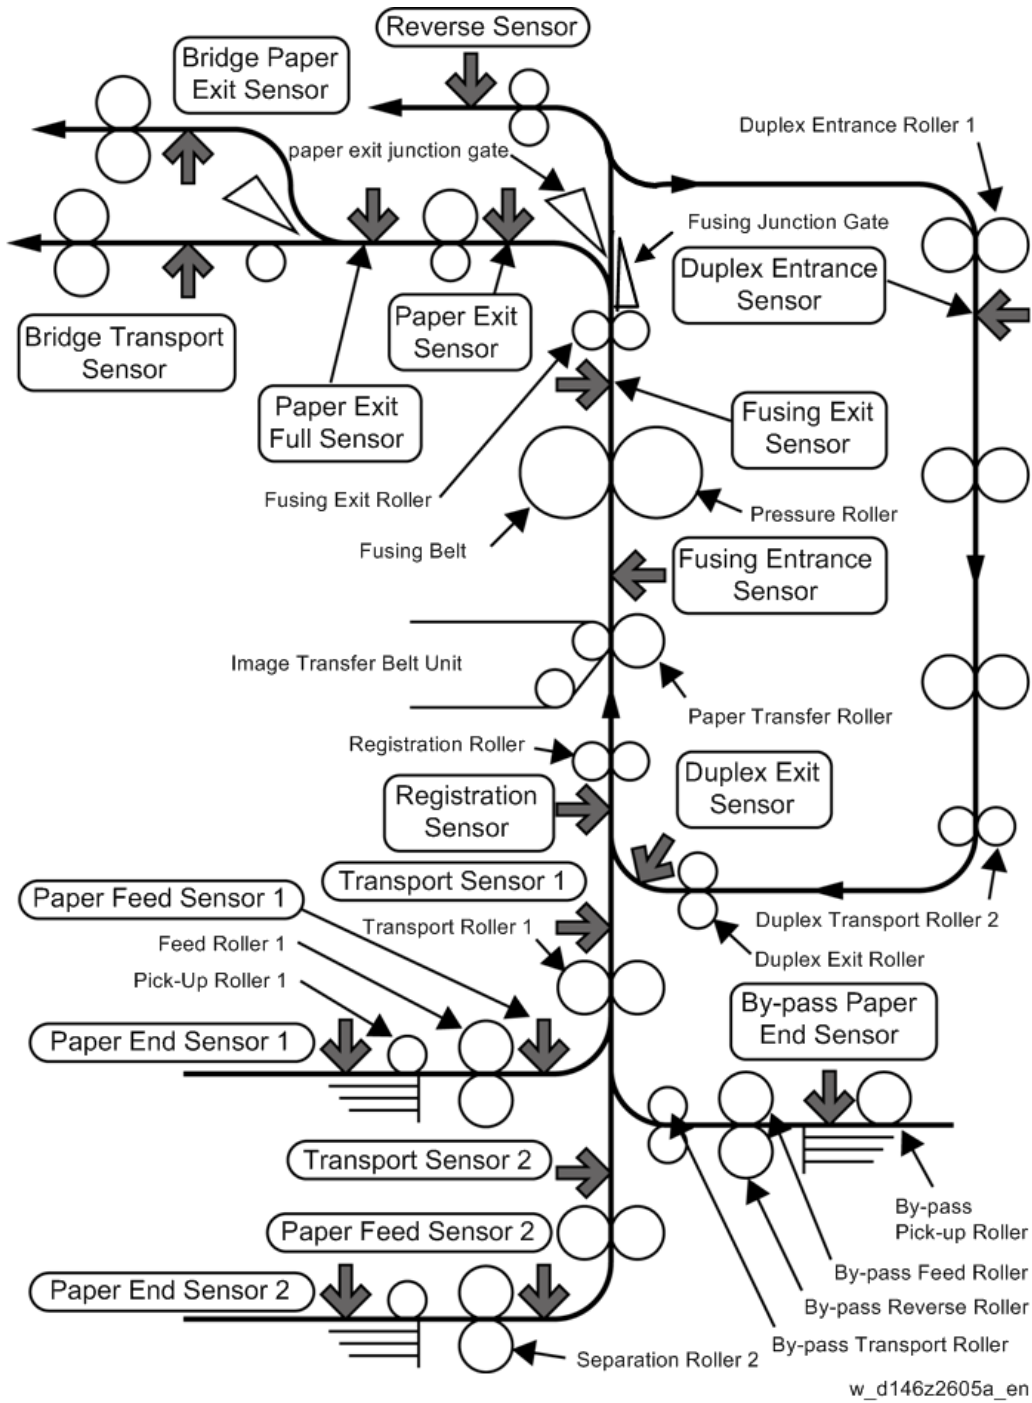 Reverse Sensor
Bridge Paper
Exit Sensor
Duplex Entrance Roller 1
paper exit junction gate
Fusing Junction Gate
Duplex Entrance
Sensor
Bridge Transport
Sensor
Paper Exit
Sensor
Paper Exit
Full Sensor
Fusing Exit
Sensor
Fusing Exit Roller
Pressure Roller
Fusing Belt
Fusing Entrance
Sensor
Image Transfer Belt Unit
Paper Transfer Roller
Registration Roller
Duplex Exit
Sensor
Registration
Sensor
Transport Sensor 1
Paper Feed Sensor 1
Transport Roller 1
Duplex Transport Roller 2
Feed Roller 1
Duplex Exit Roller
Pick-Up Roller 1
By-pass Paper
End Sensor
Paper End Sensor 1
Transport Sensor 2
By-pass
Pick-up Roller
Paper Feed Sensor 2
By-pass Feed Roller
Paper End Sensor 2
By-pass Reverse Roller
By-pass Transport Roller
Separation Roller 2
w_d146z2605a_en